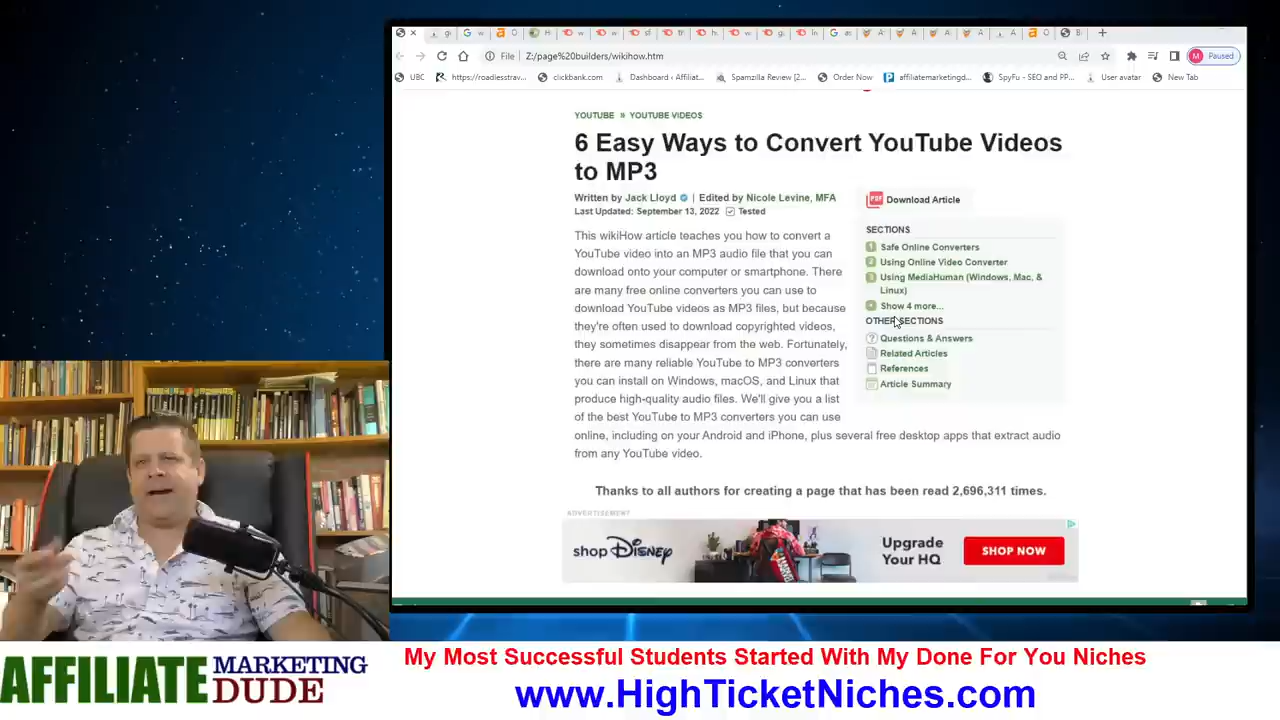 File
Z:/page%20builders/wikihow.htm
Paused
UBC
https://roadiesstrav...
clickbank.com
Dashboard ‹ Affiliat...
Spamzilla Review [2...
Order Now
affiliatemarketingd...
SpyFu - SEO and PP...
User avatar
New Tab
YOUTUBE » YOUTUBE VIDEOS
6 Easy Ways to Convert YouTube Videos
to MP3
Written by Jack Lloyd | Edited by Nicole Levine, MFA
Last Updated: September 13, 2022 Tested
This wikiHow article teaches you how to convert a
YouTube video into an MP3 audio file that you can
download onto your computer or smartphone. There
are many free online converters you can use to
download YouTube videos as MP3 files, but because
they're often used to download copyrighted videos,
they sometimes disappear from the web. Fortunately,
there are many reliable YouTube to MP3 converters
you can install on Windows, macOS, and Linux that
produce high-quality audio files. We'll give you a list
of the best YouTube to MP3 converters you can use
online, including on your Android and iPhone, plus several free desktop apps that extract audio
from any YouTube video.
PDF Download Article
SECTIONS
1 Safe Online Converters
2 Using Online Video Converter
3 Using MediaHuman (Windows, Mac, &
Linux)
Show 4 more...
OTHER SECTIONS
Questions & Answers
Related Articles
References
Article Summary
Thanks to all authors for creating a page that has been read 2,696,311 times.
ADVERTISEMENT
shop Disney
Upgrade
Your HQ
SHOP NOW
AFFILIATE MARKETING
DUDE
My Most Successful Students Started With My Done For You Niches
www.HighTicketNiches.com